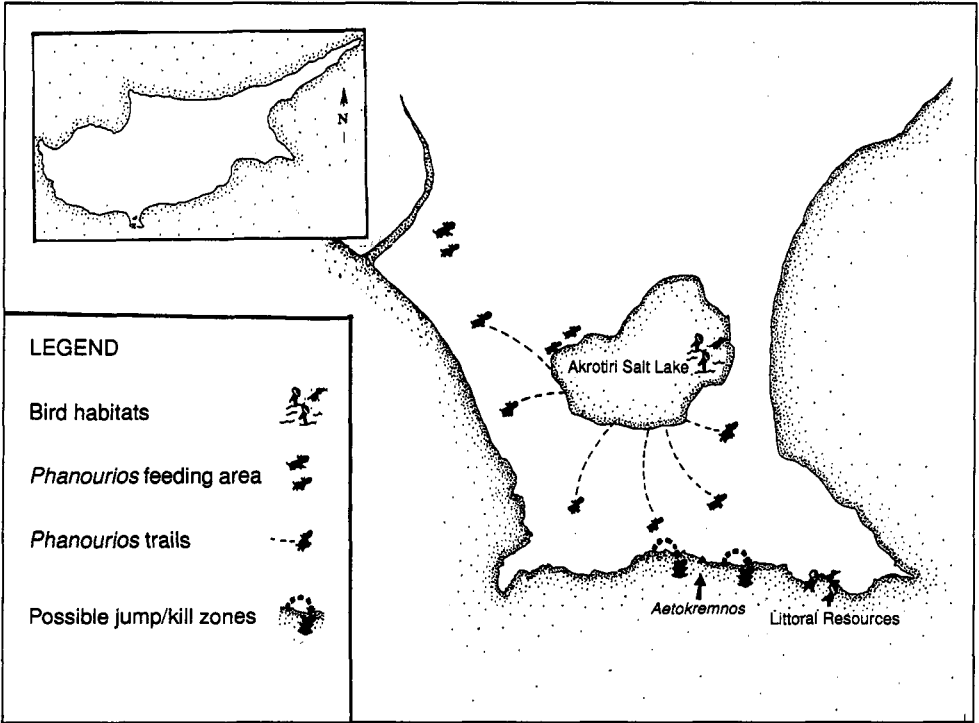 N
LEGEND
Bird habitats
Phanourios feeding area
Phanourios trails
Possible jump/kill zones
Akrotiri Salt Lake
Aetokremnos
Littoral Resources